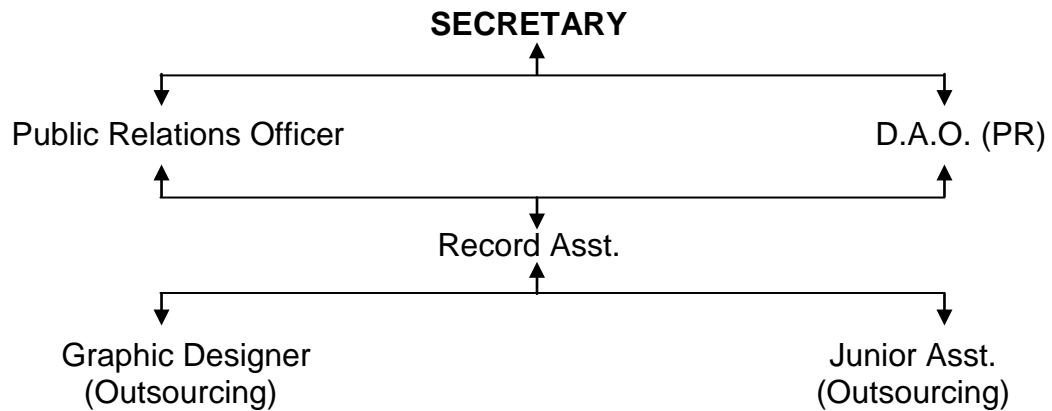 SECRETARY
Public Relations Officer
D.A.O. (PR)
Record Asst.
Graphic Designer
(Outsourcing)
Junior Asst.
(Outsourcing)